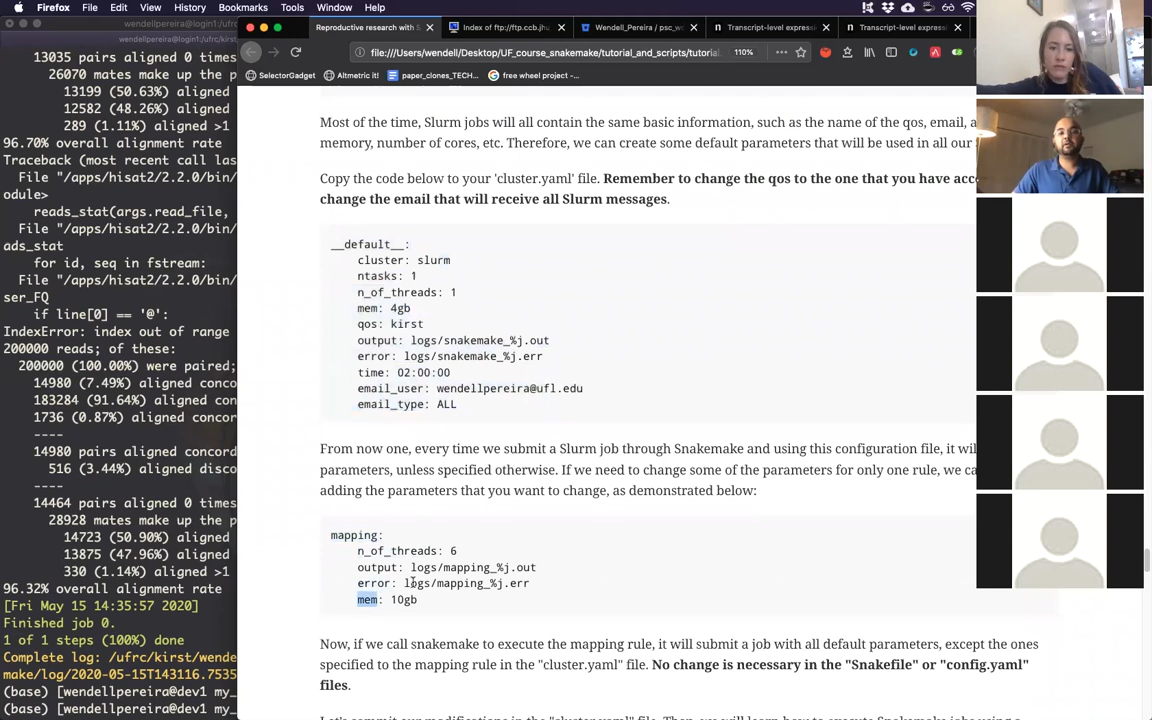 Firefox File Edit View History Bookmarks Tools Window Help
wendellpereira@login1:/ufrc/kirst/wendellpereira
wendellpereira@login1:/u
13035 pairs aligned 0 times
26070 mates make up the p
13199 (50.63%) aligned
12582 (48.26%) aligned
289 (1.11%) aligned >1
96.70% overall alignment rate
Traceback (most recent call las
File "/apps/hisat2/2.2.0/bin/
odule>
reads_stat(args.read_file,
File "/apps/hisat2/2.2.0/bin/
ads_stat
for id, seq in fstream:
File "/apps/hisat2/2.2.0/bin/
ser_FQ
if line[0] == '@':
IndexError: index out of range
200000 reads; of these:
200000 (100.00%) were paired;
14980 (7.49%) aligned conco
183284 (91.64%) aligned
1736 (0.87%) aligned concor
----
14980 pairs aligned concord
516 (3.44%) aligned disco
----
14464 pairs aligned 0 times
28928 mates make up the p
14723 (50.90%) aligned
13875 (47.96%) aligned
330 (1.14%) aligned >1
96.32% overall alignment rate
[Fri May 15 14:35:57 2020]
Finished job 0.
1 of 1 steps (100%) done
Complete log: /ufrc/kirst/wende
make/log/2020-05-15T143116.7535
(base) [wendellpereira@dev1 my_
(base) [wendellpereira@dev1 my_
Reproductive research with S
Index of ftp://ftp.ccb.jhu
Wendell_Pereira / psc_wo
Transcript-level expressi
Transcript-level expressi
file:///Users/wendell/Desktop/UF_course_snakemake/tutorial_and_scripts/tutorial 110%
SelectorGadget Altmetric it! paper_clones_TECH... free wheel project -...
Most of the time, Slurm jobs will all contain the same basic information, such as the name of the qos, email, a
memory, number of cores, etc. Therefore, we can create some default parameters that will be used in all our
Copy the code below to your 'cluster.yaml' file. Remember to change the qos to the one that you have acc
change the email that will receive all Slurm messages.
__default__:
cluster: slurm
ntasks: 1
n_of_threads: 1
mem: 4gb
qos: kirst
output: logs/snakemake_%j.out
error: logs/snakemake_%j.err
time: 02:00:00
email_user: wendellpereira@ufl.edu
email_type: ALL
From now one, every time we submit a Slurm job through Snakemake and using this configuration file, it wil
parameters, unless specified otherwise. If we need to change some of the parameters for only one rule, we ca
adding the parameters that you want to change, as demonstrated below:
mapping:
n_of_threads: 6
output: logs/mapping_%j.out
error: logs/mapping_%j.err
mem: 10gb
Now, if we call snakemake to execute the mapping rule, it will submit a job with all default parameters, except the ones
specified to the mapping rule in the "cluster.yaml" file. No change is necessary in the "Snakefile" or "config.yaml"
files.